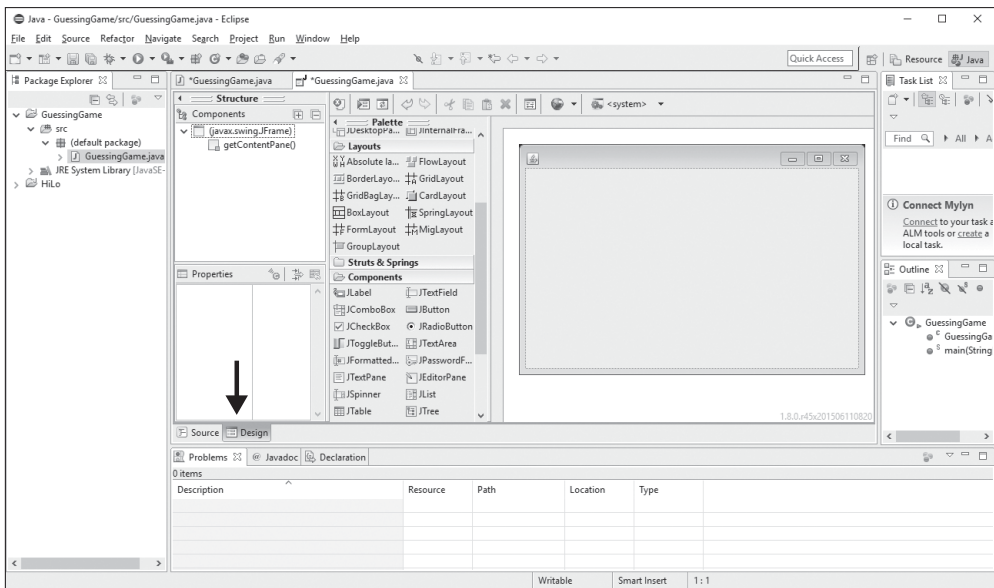 Java - GuessingGame/src/GuessingGame.java - Eclipse
File Edit Source Refactor Navigate Search Project Run Window Help
Quick Access
Resource
Java
Package Explorer
GuessingGame
src
(default package)
GuessingGame.java
JRE System Library [JavaSE-
HiLo
*GuessingGame.java
*GuessingGame.java
Structure
Components
(javax.swing.JFrame)
getContentPane()
Properties
<system>
Palette
JDesktopPa... JInternalFra...
Layouts
Absolute la... FlowLayout
BorderLayo... GridLayout
GridBagLay... CardLayout
BoxLayout SpringLayout
FormLayout MigLayout
GroupLayout
Struts & Springs
Components
JLabel JTextField
JComboBox JButton
JCheckBox JRadioButton
JToggleBut... JTextArea
JFormatted... JPasswordF...
JTextPane JEditorPane
JSpinner JList
JTable JTree
1.8.0.r45x201506110820
Source Design
Task List
Find All A
Connect Mylyn
Connect to your task a
ALM tools or create a
local task.
Outline
GuessingGame
GuessingGa
main(String
Problems Javadoc Declaration
0 items
Description Resource Path Location Type
Writable Smart Insert 1 : 1